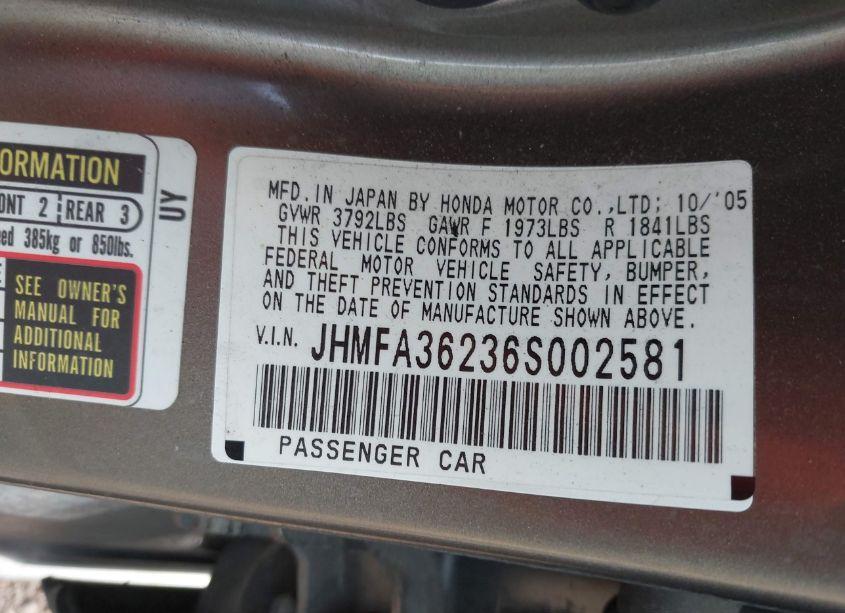 ORMATION
ONT 2 REAR 3
ed 385kg or 850lbs.
SEE OWNER'S
MANUAL FOR
ADDITIONAL
INFORMATION
UY
MFD. IN JAPAN BY HONDA MOTOR CO.,LTD; 10/'05
GVWR 3792LBS GAWR F 1973LBS R 1841LBS
THIS VEHICLE CONFORMS TO ALL APPLICABLE
FEDERAL MOTOR VEHICLE SAFETY, BUMPER,
AND THEFT PREVENTION STANDARDS IN EFFECT
ON THE DATE OF MANUFACTURE SHOWN ABOVE.
V.I.N. JHMFA36236S002581
PASSENGER CAR